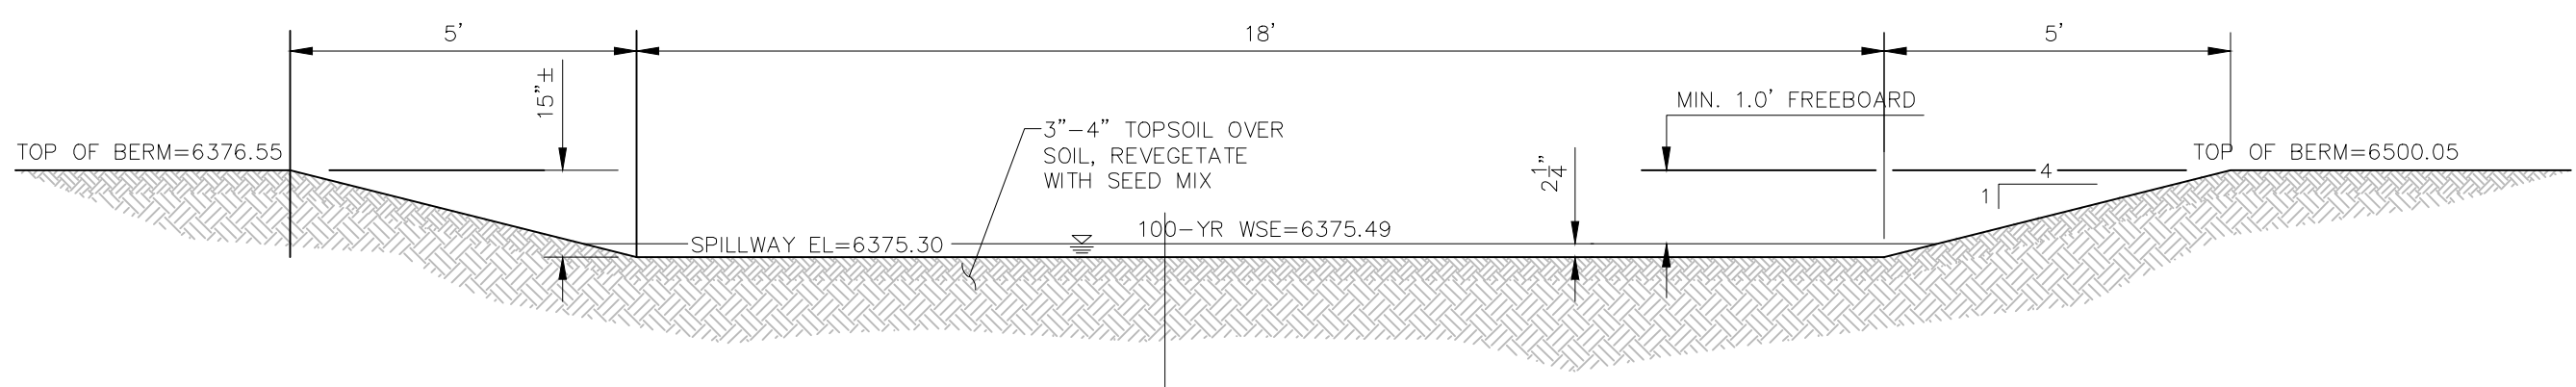 5'
18'
5'
15"±
MIN. 1.0' FREEBOARD
3"-4" TOPSOIL OVER
SOIL, REVEGETATE
WITH SEED MIX
TOP OF BERM=6376.55
TOP OF BERM=6500.05
2 1/4"
4
1
100-YR WSE=6375.49
SPILLWAY EL=6375.30